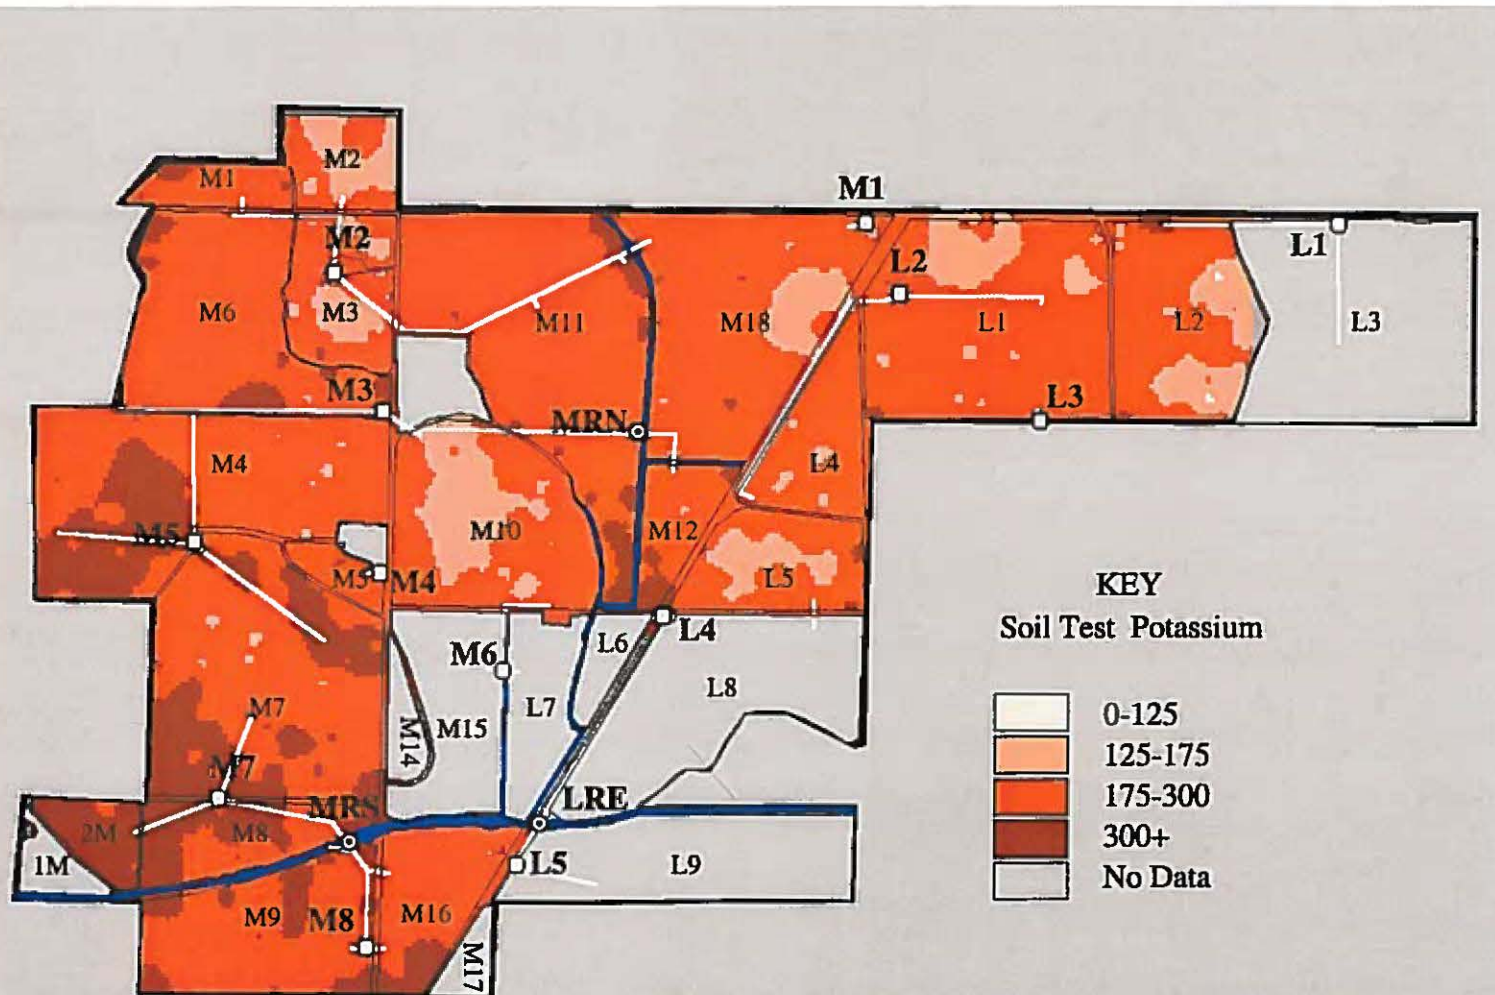 M2
M1
M1
M2
L2
L1
M6
M3
M11
M18
L1
L2
L3
M3
L3
MRN
M4
L4
M5
M10
M12
M5
M4
L5
KEY
Soil Test Potassium
L4
L6
M6
L8
M7
L7
M15
M14
0-125
125-175
M7
175-300
MRS
LRE
2M
M8
300+
1M
L5
L9
No Data
M9
M8
M16
M17